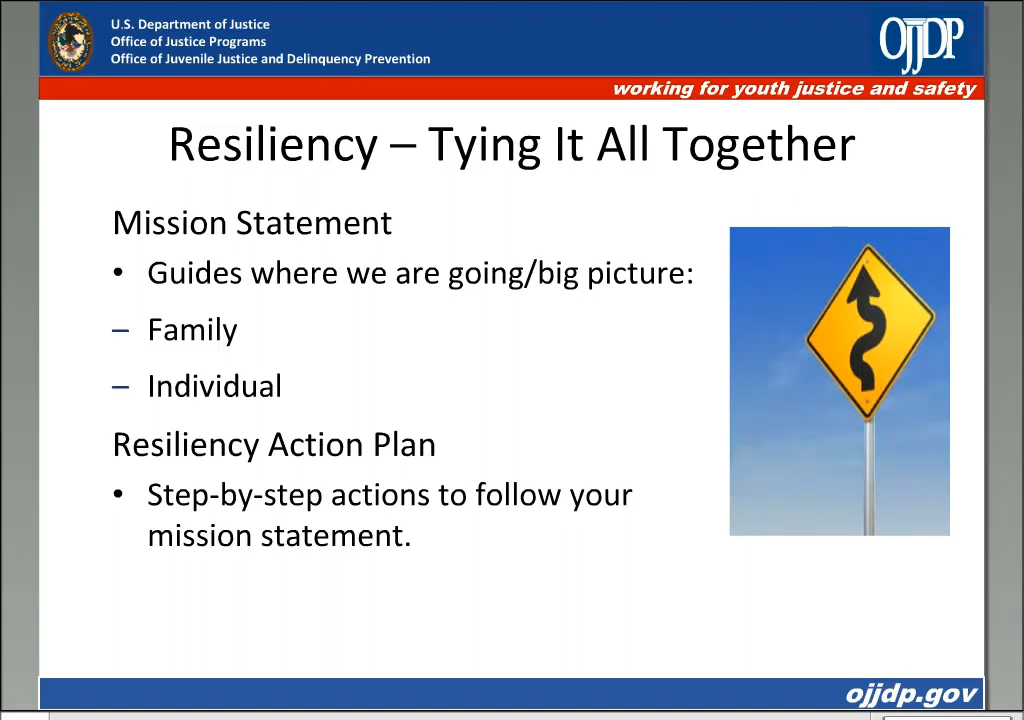 U.S. Department of Justice
Office of Justice Programs
Office of Juvenile Justice and Delinquency Prevention
OJJDP
working for youth justice and safety
Resiliency – Tying It All Together
Mission Statement
• Guides where we are going/big picture:
– Family
– Individual
Resiliency Action Plan
• Step-by-step actions to follow your
mission statement.
ojjdp.gov